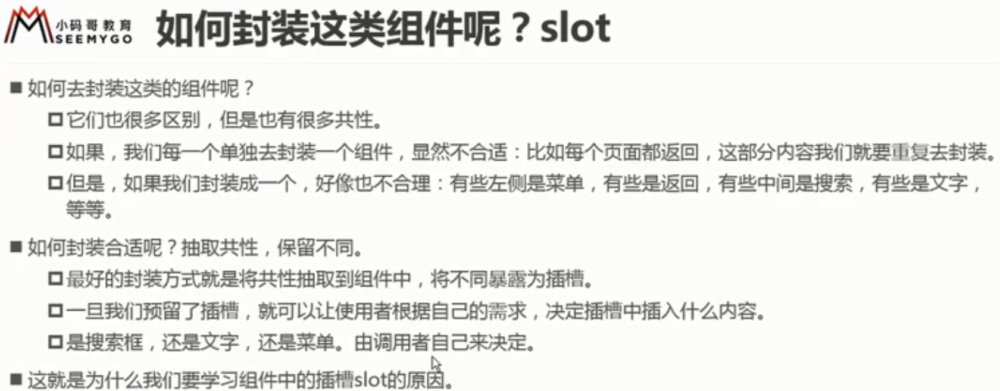 小码哥教育
SEEMYGO
如何封装这类组件呢？slot
如何去封装这类的组件呢？
它们也很多区别，但是也有很多共性。
如果，我们每一个单独去封装一个组件，显然不合适：比如每个页面都返回，这部分内容我们就要重复去封装。
但是，如果我们封装成一个，好像也不合理：有些左侧是菜单，有些是返回，有些中间是搜索，有些是文字，
等等。
如何封装合适呢？抽取共性，保留不同。
最好的封装方式就是将共性抽取到组件中，将不同暴露为插槽。
一旦我们预留了插槽，就可以让使用者根据自己的需求，决定插槽中插入什么内容。
是搜索框，还是文字，还是菜单。由调用者自己来决定。
这就是为什么我们要学习组件中的插槽slot的原因。